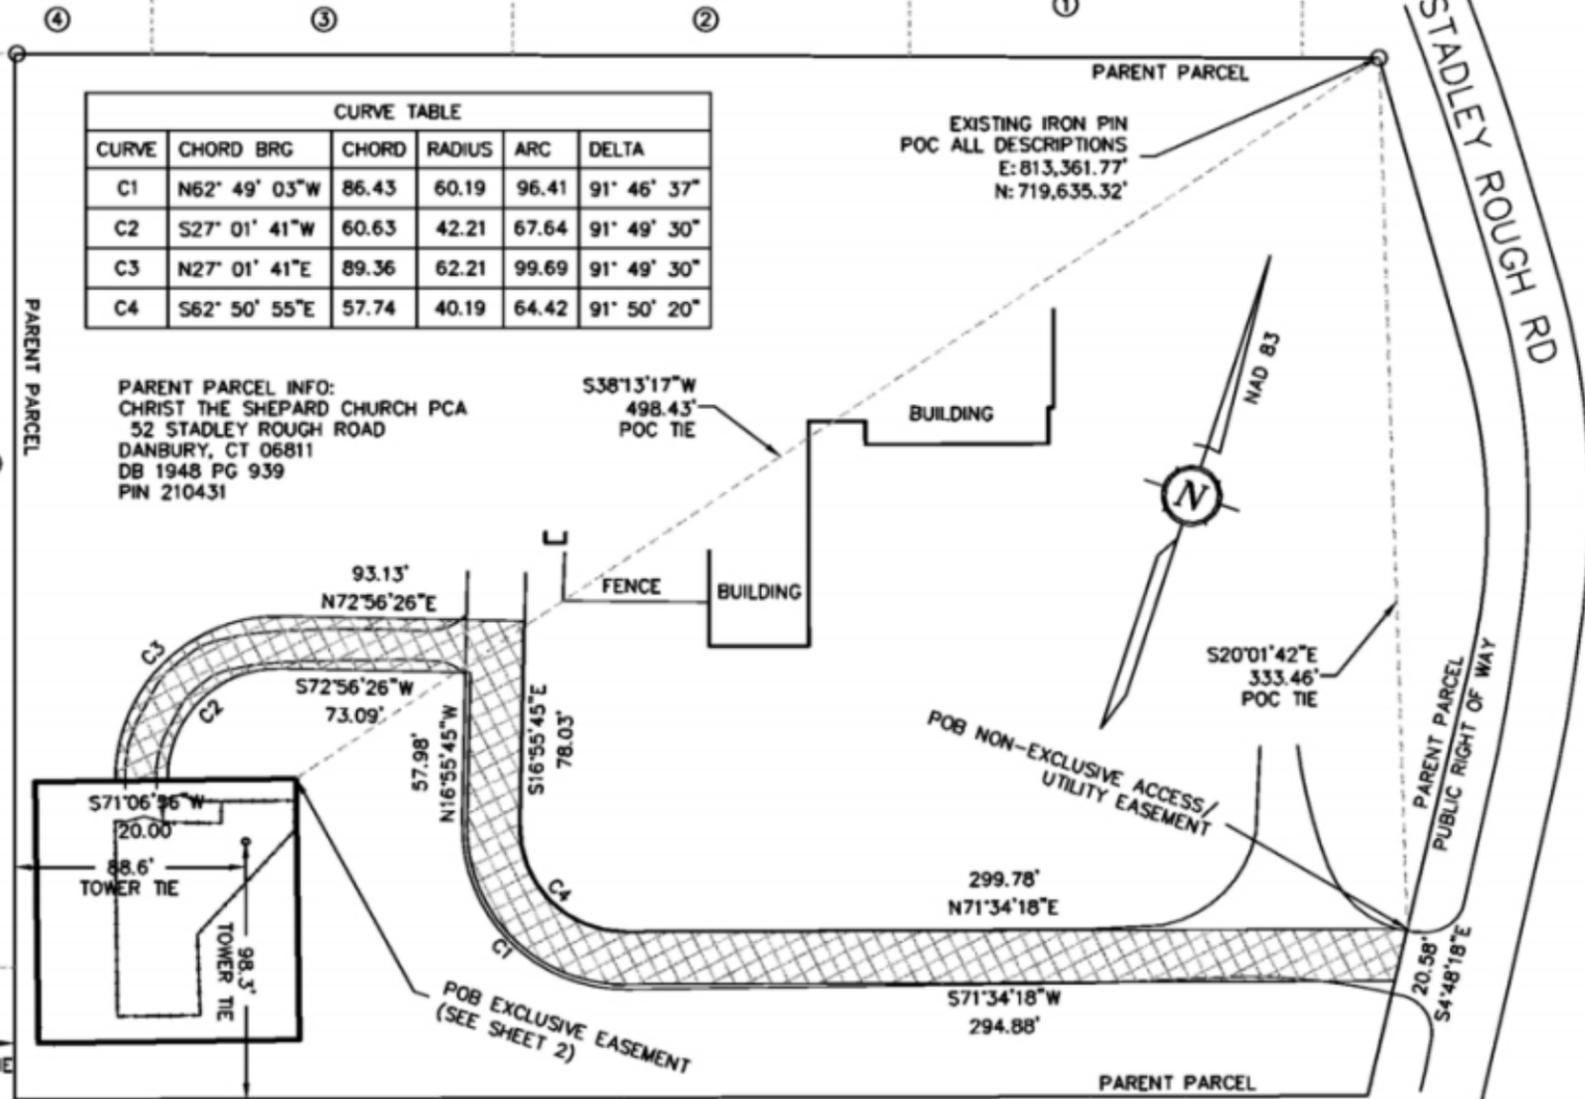 ④ ③ ② ①
STADLEY ROUGH RD
PARENT PARCEL
CURVE TABLE
CURVE CHORD BRG CHORD RADIUS ARC DELTA
C1 N62° 49' 03"W 86.43 60.19 96.41 91° 46' 37"
C2 S27° 01' 41"W 60.63 42.21 67.64 91° 49' 30"
C3 N27° 01' 41"E 89.36 62.21 99.69 91° 49' 30"
C4 S62° 50' 55"E 57.74 40.19 64.42 91° 50' 20"
EXISTING IRON PIN
POC ALL DESCRIPTIONS
E: 813,361.77'
N: 719,635.32'
PARENT PARCEL
PARENT PARCEL INFO:
CHRIST THE SHEPARD CHURCH PCA
52 STADLEY ROUGH ROAD
DANBURY, CT 06811
DB 1948 PG 939
PIN 210431
S38°13'17"W
498.43'
POC TIE
BUILDING
NAD 83
N
FENCE
BUILDING
93.13'
N72°56'26"E
C3
C2
S72°56'26"W
73.09'
57.98'
N16°55'45"W
S16°55'45"E
78.03'
S20°01'42"E
333.46'
POC TIE
PARENT PARCEL
PUBLIC RIGHT OF WAY
POB NON-EXCLUSIVE ACCESS/
UTILITY EASEMENT
S71°06'56"W
20.00'
88.6'
TOWER TIE
98.3'
TOWER TIE
C4
C1
299.78'
N71°34'18"E
S71°34'18"W
294.88'
20.58'
S4°48'18"E
POB EXCLUSIVE EASEMENT
(SEE SHEET 2)
PARENT PARCEL